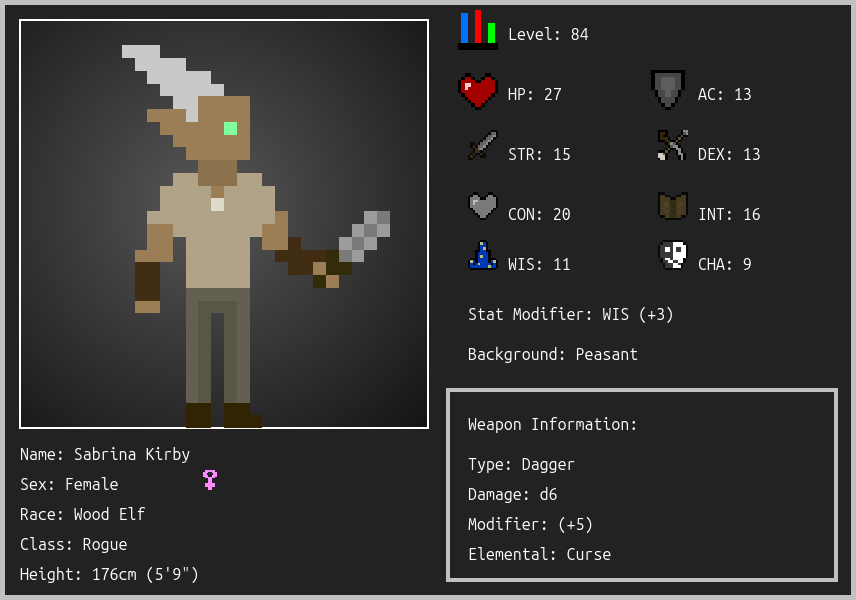 Level: 84
HP: 27
AC: 13
STR: 15
DEX: 13
CON: 20
INT: 16
WIS: 11
CHA: 9
Stat Modifier: WIS (+3)
Background: Peasant
Weapon Information:
Type: Dagger
Damage: d6
Modifier: (+5)
Elemental: Curse
Name: Sabrina Kirby
Sex: Female
Race: Wood Elf
Class: Rogue
Height: 176cm (5'9")